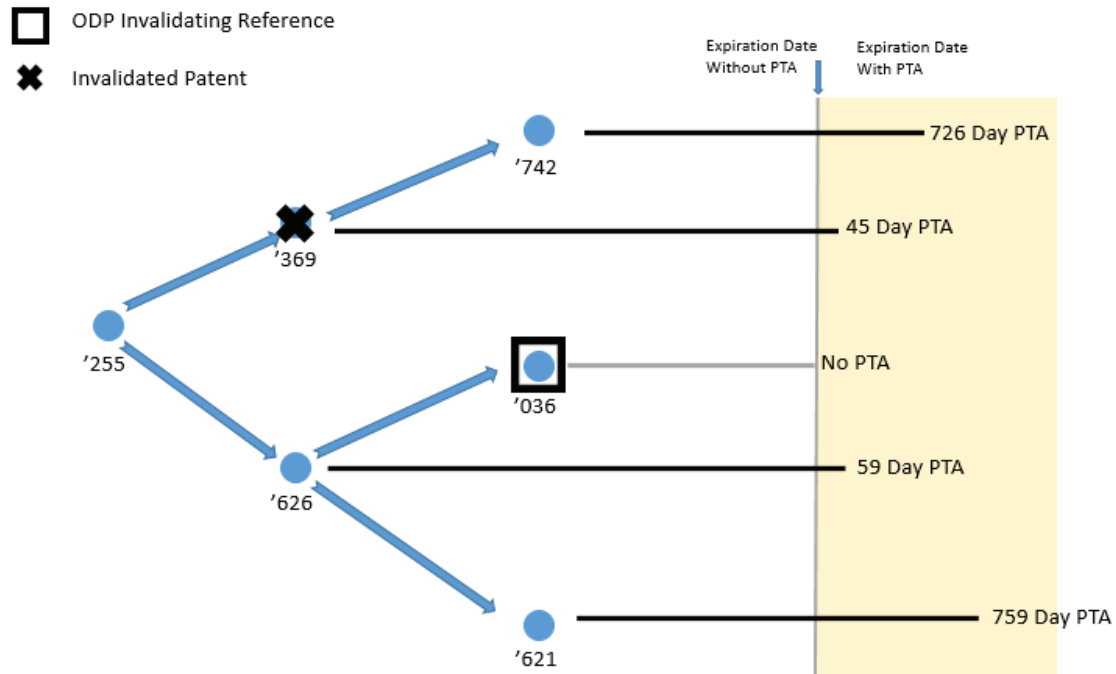 ODP Invalidating Reference
Invalidated Patent
Expiration Date
Without PTA
Expiration Date
With PTA
’742
726 Day PTA
’369
45 Day PTA
’255
’036
No PTA
’626
59 Day PTA
’621
759 Day PTA